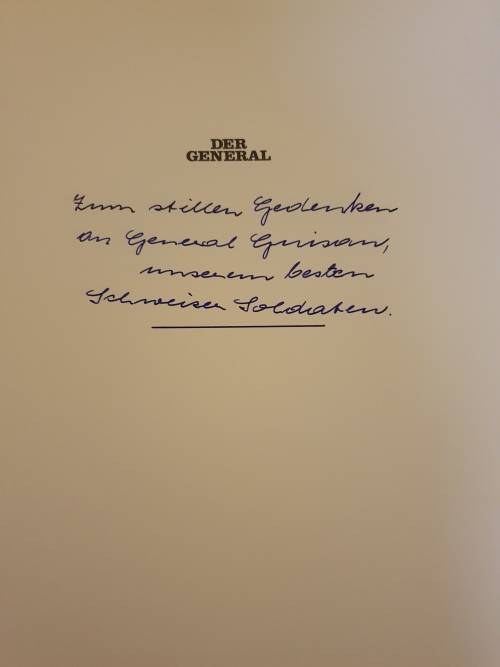 DER
GENERAL
Zum stillen Gedenken
an General Guisan,
unserem besten
Schweizer Soldaten.